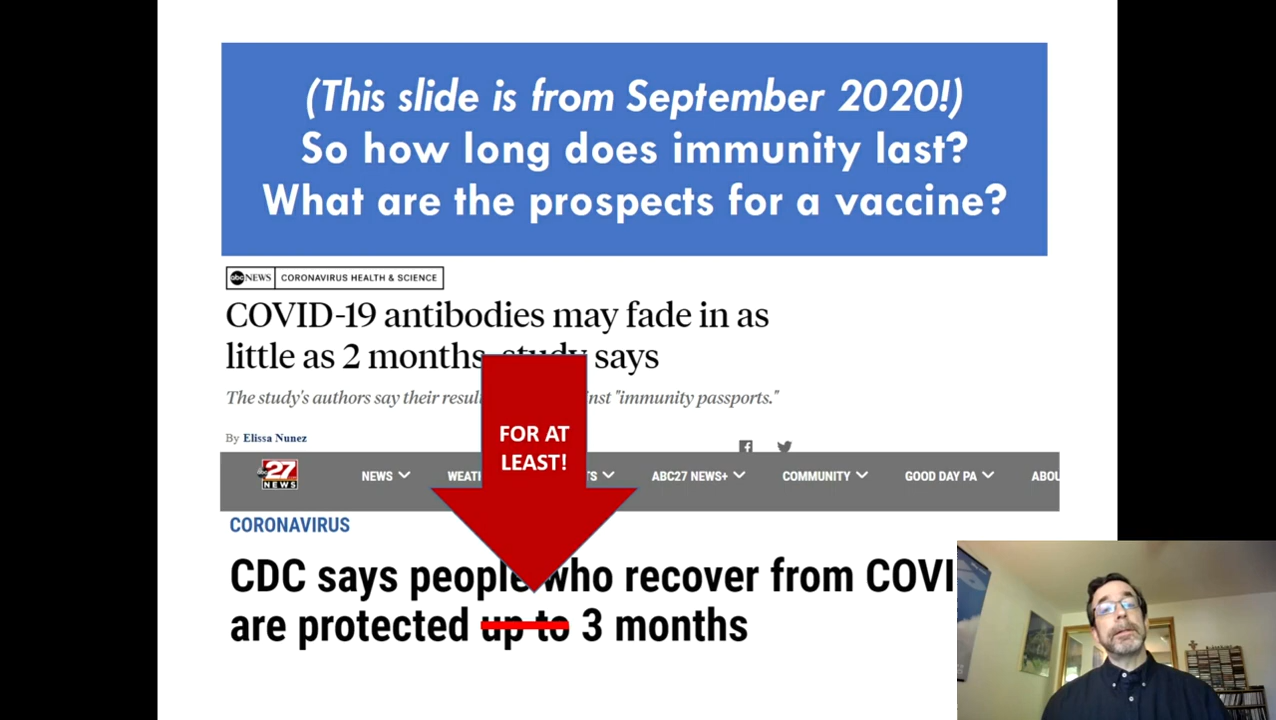 (This slide is from September 2020!)
So how long does immunity last?
What are the prospects for a vaccine?
abc NEWS CORONAVIRUS HEALTH & SCIENCE
COVID-19 antibodies may fade in as
little as 2 months, study says
The study's authors say their "immunity passports."
By Elissa Nunez
FOR AT
LEAST!
abc 27 NEWS NEWS ABC27 NEWS+ COMMUNITY GOOD DAY PA
CORONAVIRUS
CDC says people who recover from
are protected up to 3 months